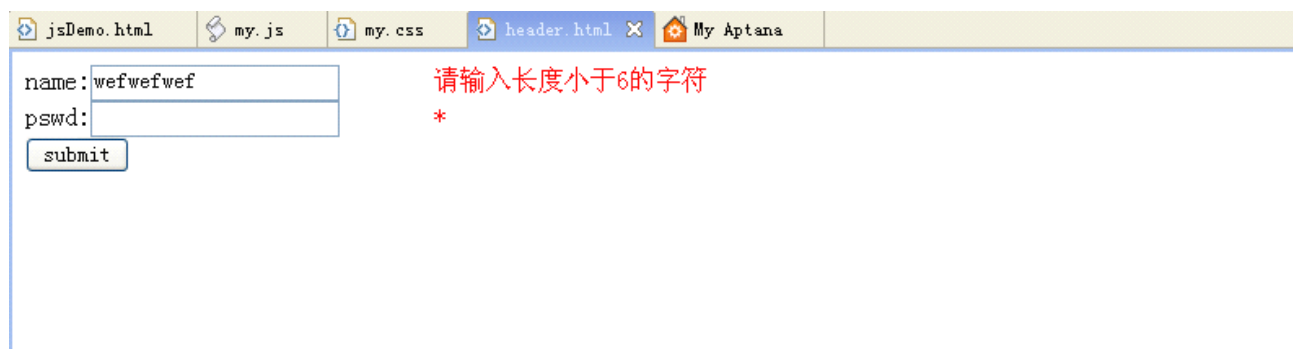 jsDemo.html my.js my.css header.html My Aptana
name:wefwefwef 请输入长度小于6的字符
pswd: *
submit